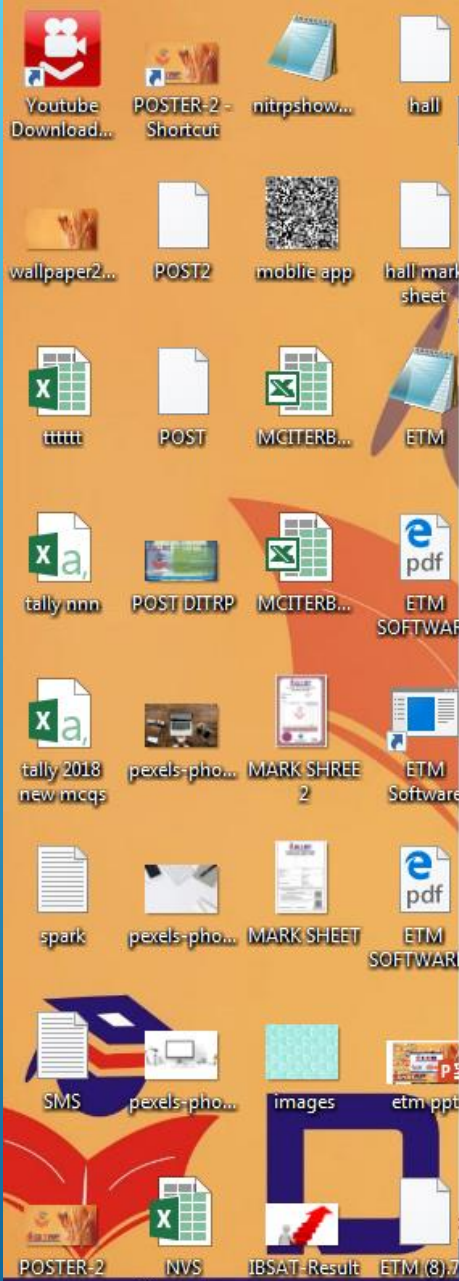 Youtube
Download...
POSTER-2 -
Shortcut
nitrpshow...
hall
wallpaper2...
POST2
moblie app
hall mark
sheet
tttttt
POST
MCITERB...
ETM
tally nnn
POST DITRP
MCITERB...
pdf
ETM
SOFTWAR
tally 2018
new mcqs
pexels-pho...
MARK SHREE
2
ETM
Software
spark
pexels-pho...
MARK SHEET
pdf
ETM
SOFTWAR
SMS
pexels-pho...
images
etm ppt
POSTER-2
NVS
IBSAT-Result
ETM (8).7